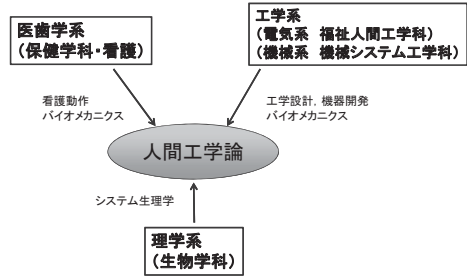 医歯学系
（保健学科・看護）
工学系
（電気系　福祉人間工学科）
（機械系　機械システム工学科）
看護動作
バイオメカニクス
工学設計，機器開発
バイオメカニクス
人間工学論
システム生理学
理学系
（生物学科）